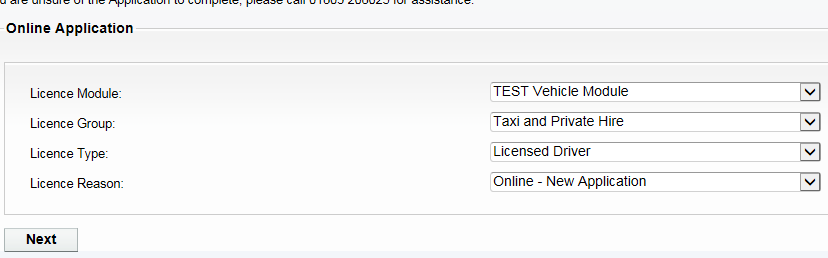 are unsure of the Application to complete, please call 01865 208025 for assistance.
Online Application
Licence Module: TEST Vehicle Module
Licence Group: Taxi and Private Hire
Licence Type: Licensed Driver
Licence Reason: Online - New Application
Next